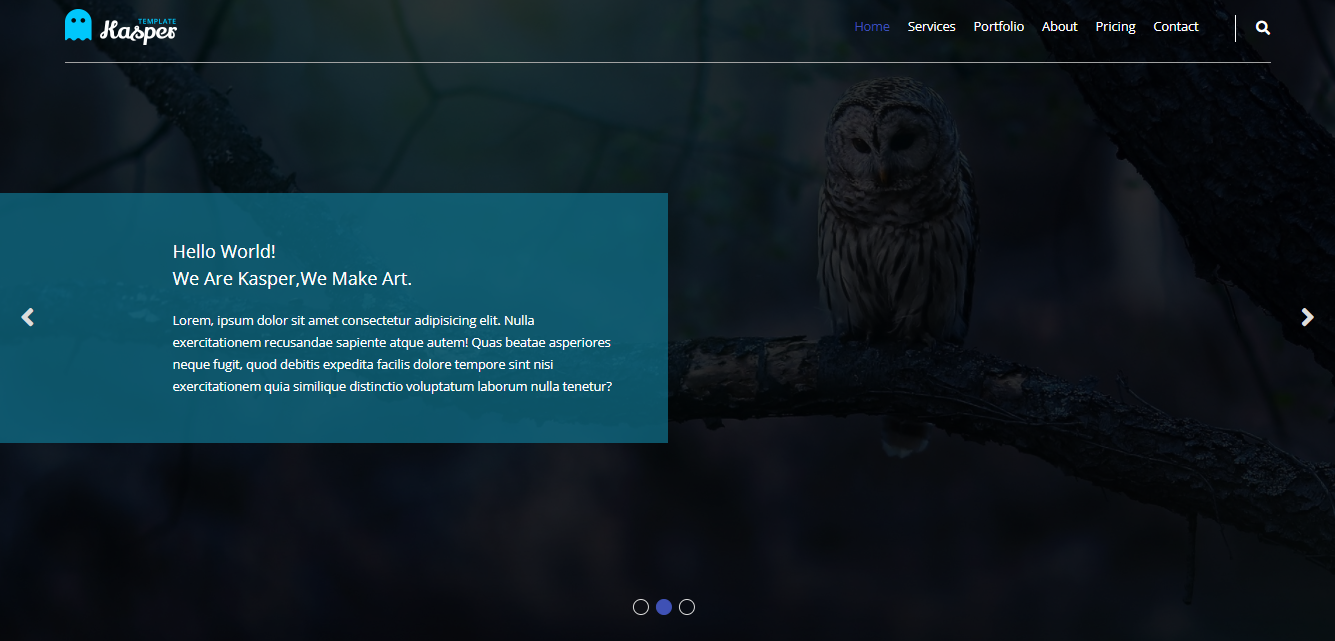 TEMPLATE
Kasper
Home Services Portfolio About Pricing Contact
Hello World!
We Are Kasper,We Make Art.
Lorem, ipsum dolor sit amet consectetur adipisicing elit. Nulla
exercitationem recusandae sapiente atque autem! Quas beatae asperiores
neque fugit, quod debitis expedita facilis dolore tempore sint nisi
exercitationem quia similique distinctio voluptatum laborum nulla tenetur?